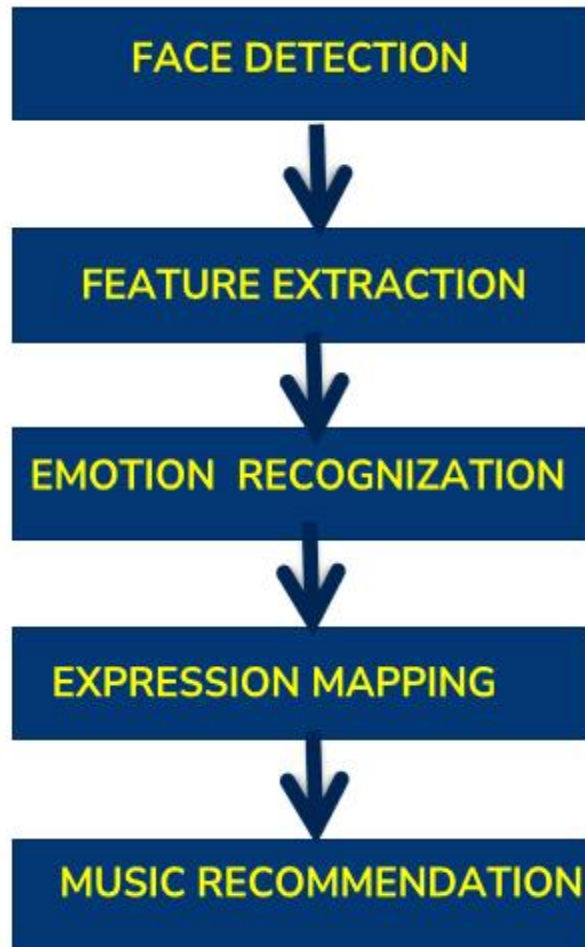 FACE DETECTION
FEATURE EXTRACTION
EMOTION RECOGNIZATION
EXPRESSION MAPPING
MUSIC RECOMMENDATION